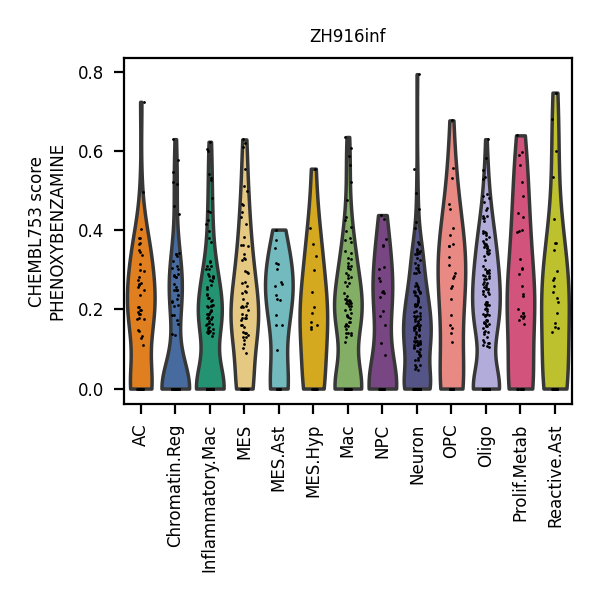 ZH916inf
CHEMBL753 score
PHENOXYBENZAMINE
0.8
0.6
0.4
0.2
0.0
AC
Chromatin.Reg
Inflammatory.Mac
MES
MES.Ast
MES.Hyp
Mac
NPC
Neuron
OPC
Oligo
Prolif.Metab
Reactive.Ast